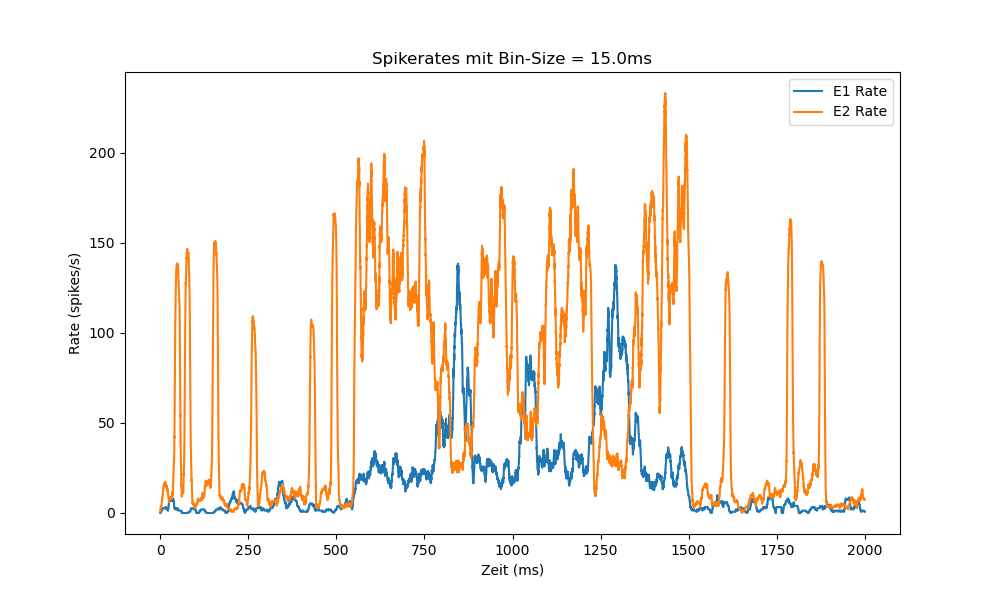 Spikerates mit Bin-Size = 15.0ms
E1 Rate
E2 Rate
200
150
100
50
0
Rate (spikes/s)
0 250 500 750 1000 1250 1500 1750 2000
Zeit (ms)